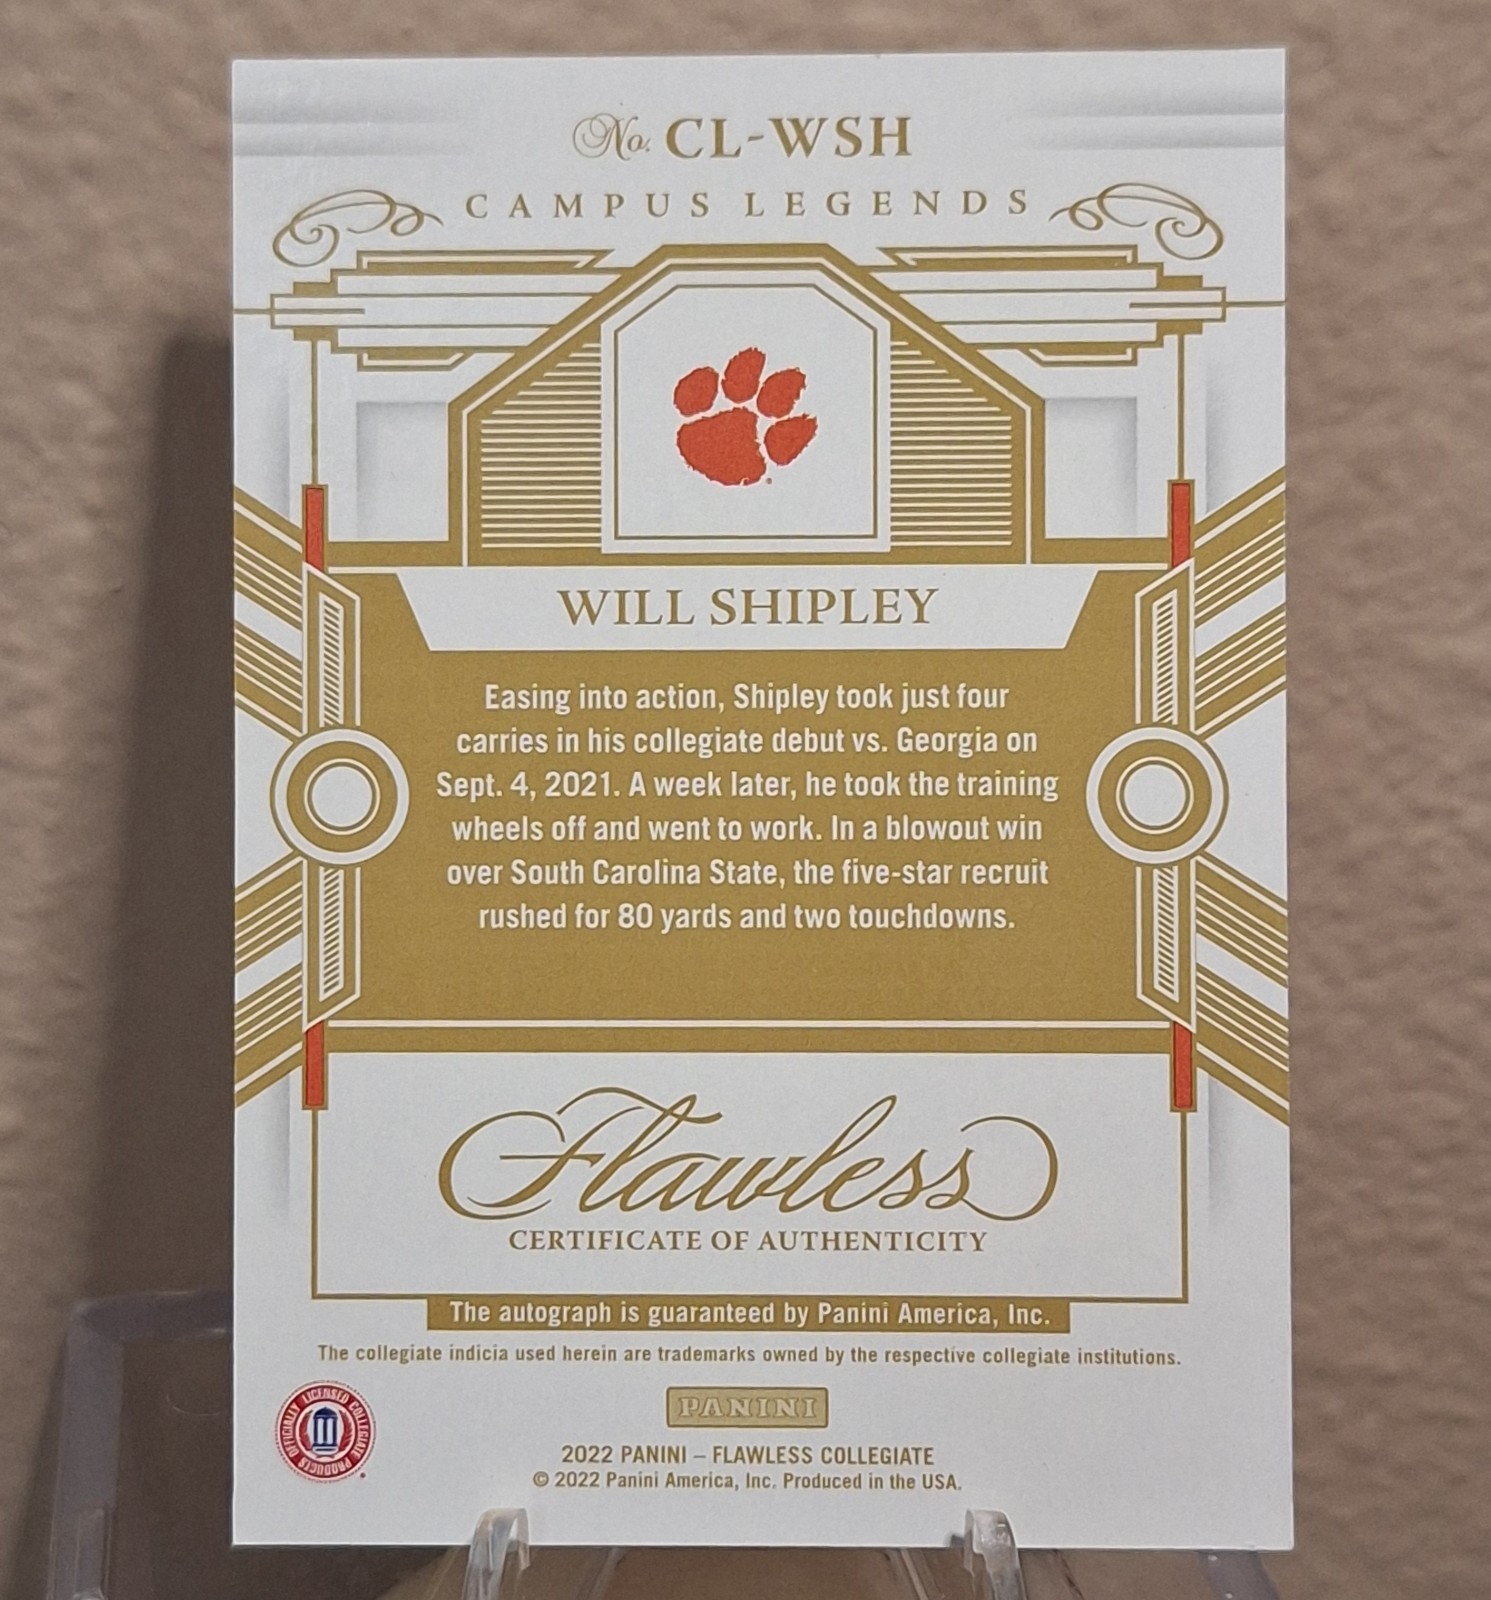 No. CL-WSH
CAMPUS LEGENDS
WILL SHIPLEY
Easing into action, Shipley took just four
carries in his collegiate debut vs. Georgia on
Sept. 4, 2021. A week later, he took the training
wheels off and went to work. In a blowout win
over South Carolina State, the five-star recruit
rushed for 80 yards and two touchdowns.
Flawless
CERTIFICATE OF AUTHENTICITY
The autograph is guaranteed by Panini America, Inc.
The collegiate indicia used herein are trademarks owned by the respective collegiate institutions.
OFFICIALLY LICENSED COLLEGIATE PRODUCTS
PANINI
2022 PANINI – FLAWLESS COLLEGIATE
© 2022 Panini America, Inc. Produced in the USA.